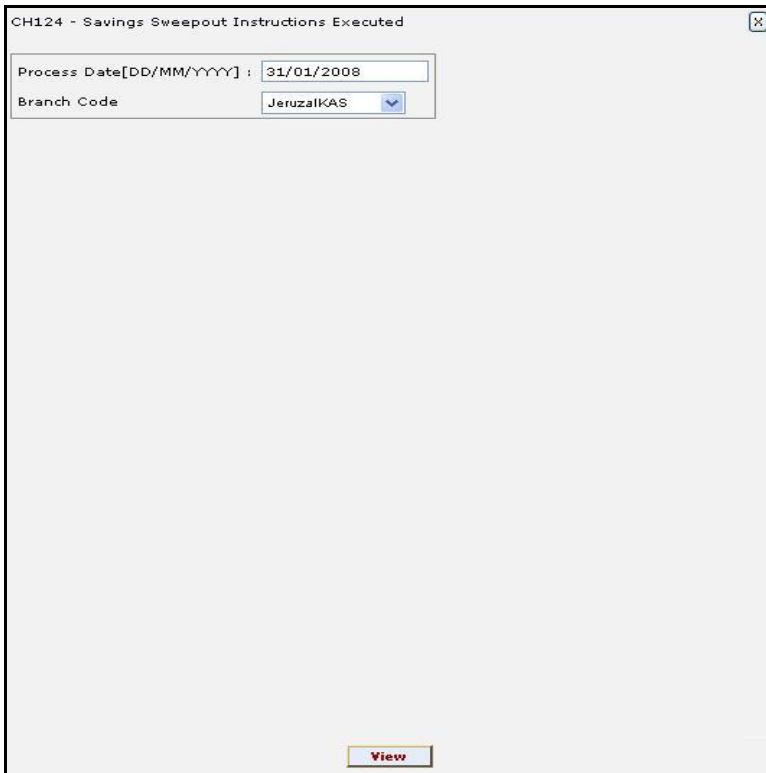 CH124 - Savings Sweepout Instructions Executed
Process Date[DD/MM/YYYY] : 31/01/2008
Branch Code JeruzalKAS
View